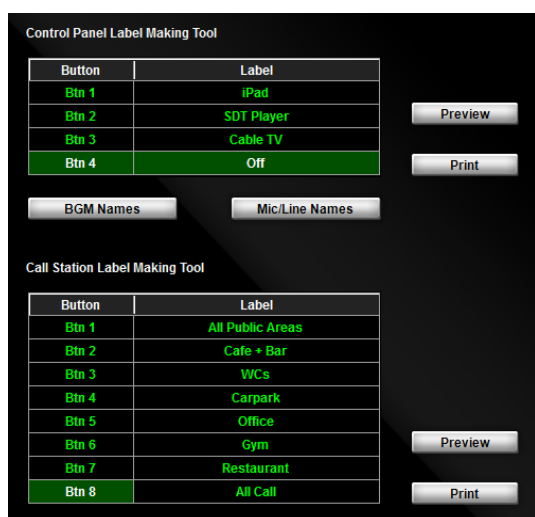 Control Panel Label Making Tool
Button Label
Btn 1 iPad
Btn 2 SDT Player
Preview
Btn 3 Cable TV
Btn 4 Off
Print
BGM Names Mic/Line Names
Call Station Label Making Tool
Button Label
Btn 1 All Public Areas
Btn 2 Cafe + Bar
Btn 3 WCs
Btn 4 Carpark
Btn 5 Office
Btn 6 Gym
Preview
Btn 7 Restaurant
Btn 8 All Call
Print